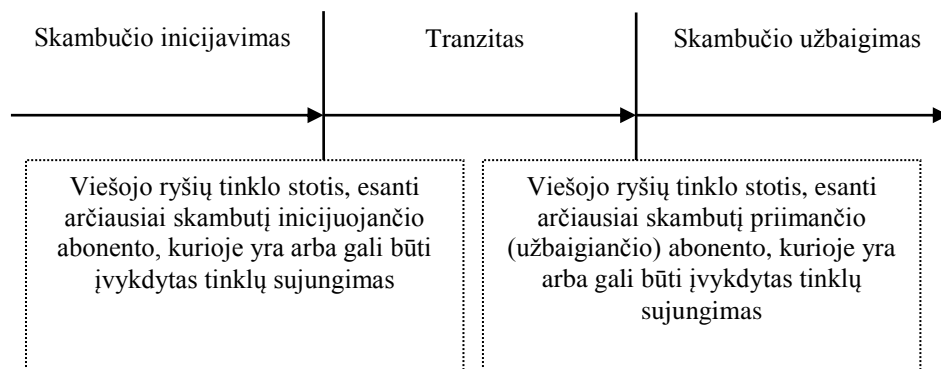 Skambučio inicijavimas
Tranzitas
Skambučio užbaigimas
Viešojo ryšių tinklo stotis, esanti
arčiausiai skambutį inicijuojančio
abonento, kurioje yra arba gali būti
įvykdytas tinklų sujungimas
Viešojo ryšių tinklo stotis, esanti
arčiausiai skambutį priimančio
(užbaigiančio) abonento, kurioje yra
arba gali būti įvykdytas tinklų
sujungimas